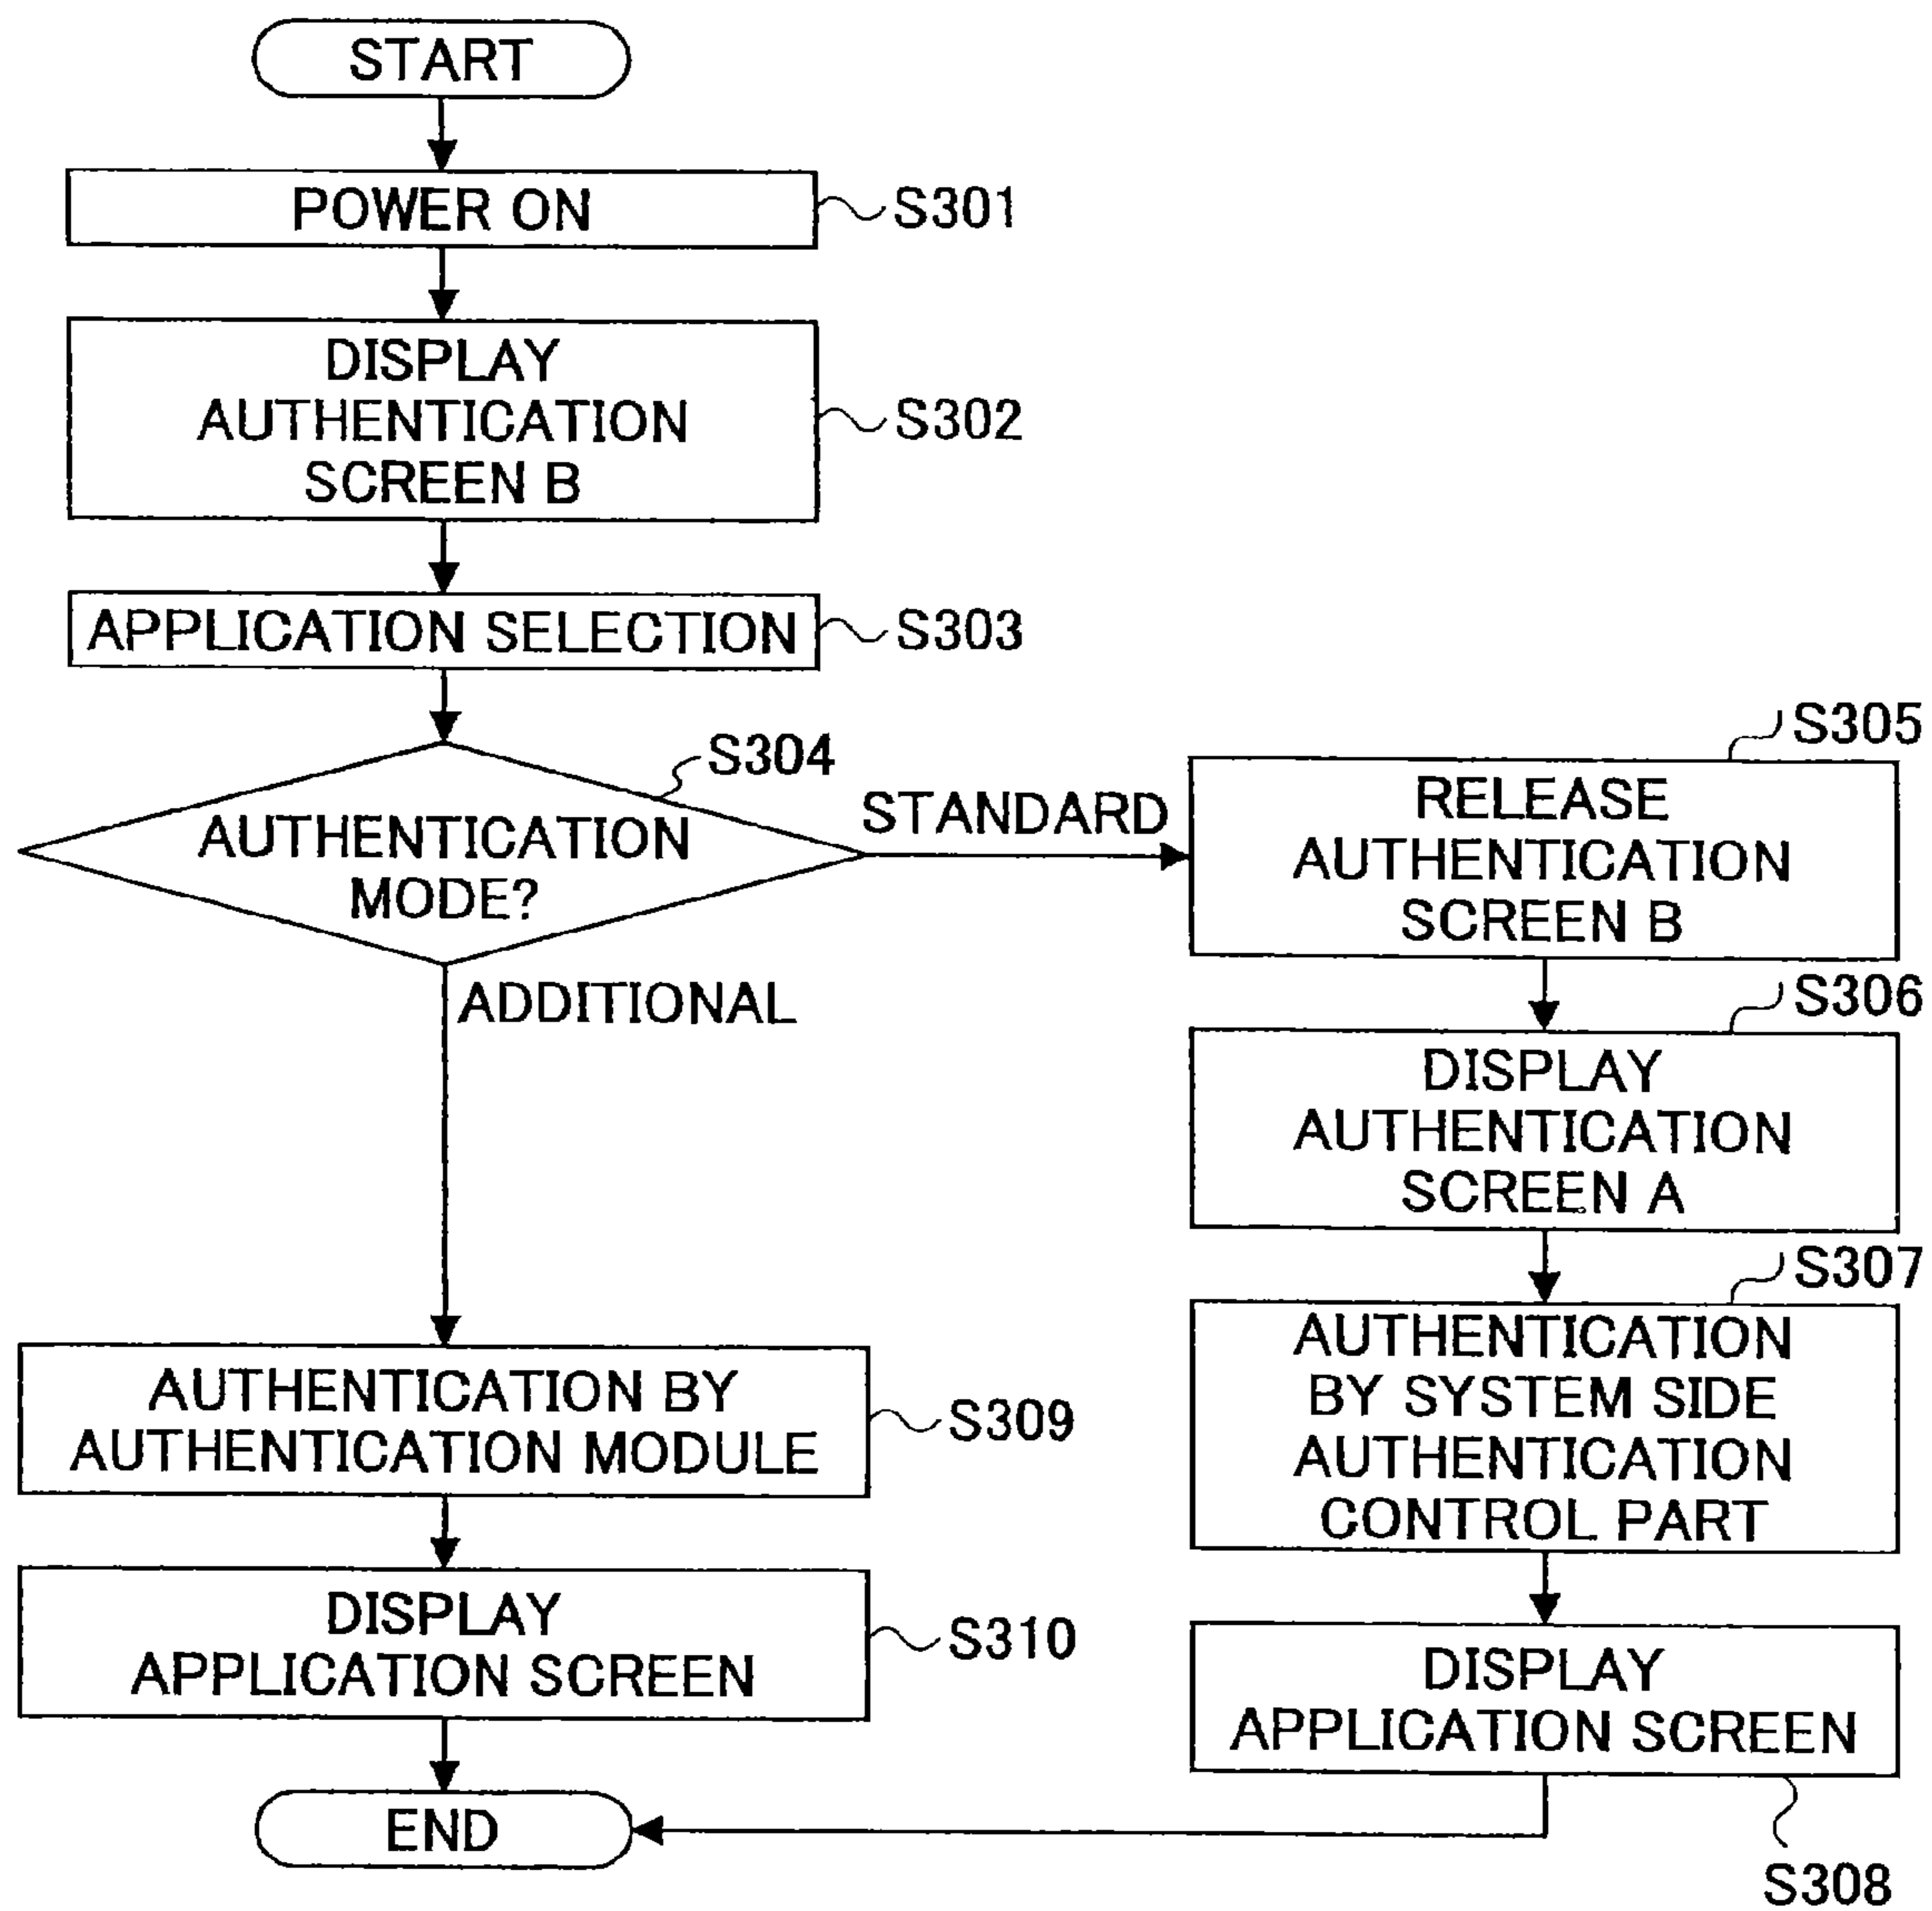 START
POWER ON
S301
DISPLAY
AUTHENTICATION
SCREEN B
S302
APPLICATION SELECTION
S303
S304
AUTHENTICATION
MODE?
STANDARD
ADDITIONAL
S305
RELEASE
AUTHENTICATION
SCREEN B
S306
DISPLAY
AUTHENTICATION
SCREEN A
S307
AUTHENTICATION
BY SYSTEM SIDE
AUTHENTICATION
CONTROL PART
DISPLAY
APPLICATION SCREEN
S308
AUTHENTICATION BY
AUTHENTICATION MODULE
S309
DISPLAY
APPLICATION SCREEN
S310
END